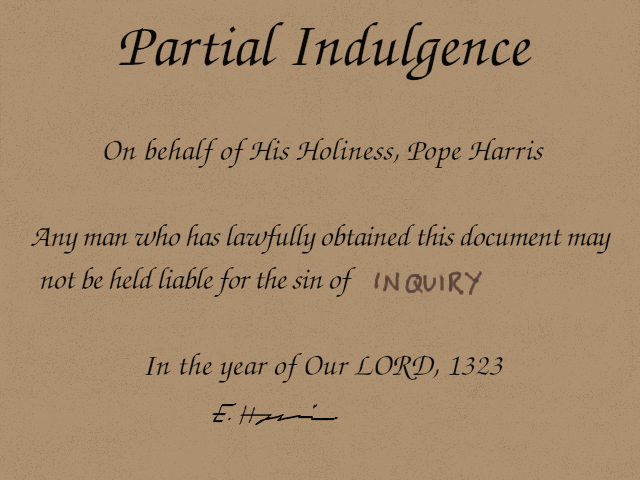 Partial Indulgence
On behalf of His Holiness, Pope Harris
Any man who has lawfully obtained this document may
not be held liable for the sin of INQUIRY
In the year of Our LORD, 1323
E. Harris